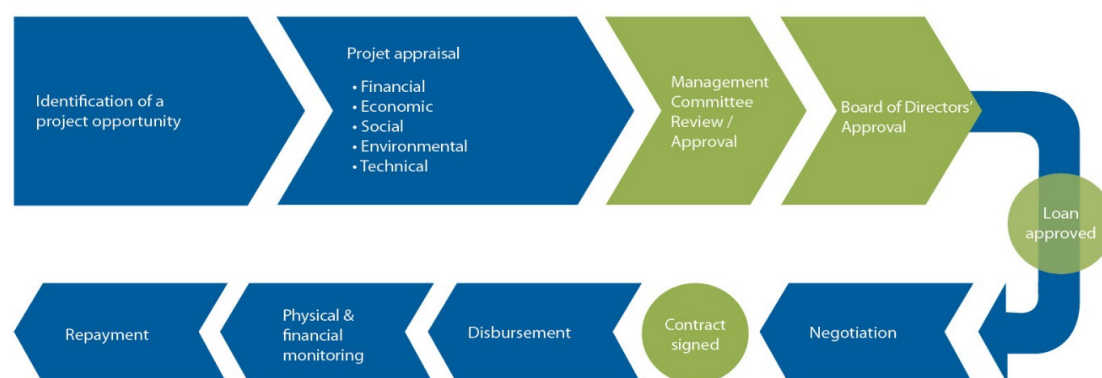 Identification of a
project opportunity
Projet appraisal
• Financial
• Economic
• Social
• Environmental
• Technical
Management
Committee
Review /
Approval
Board of Directors'
Approval
Loan
approved
Negotiation
Contract
signed
Disbursement
Physical &
financial
monitoring
Repayment